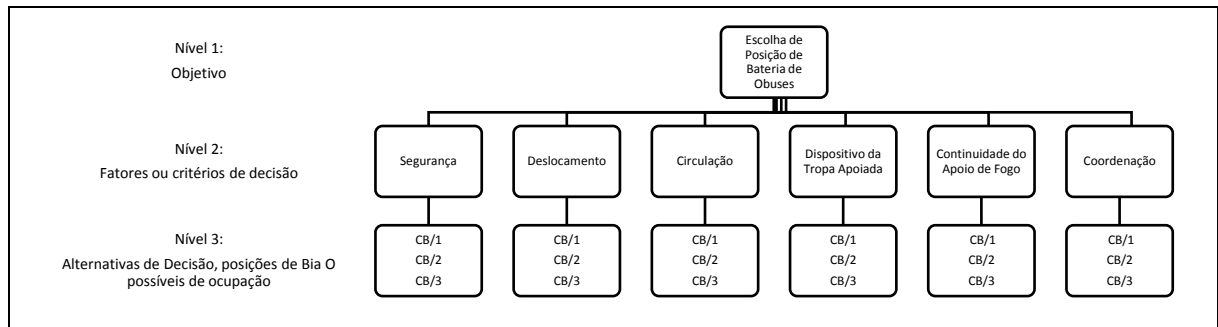 Nível 1:
Objetivo
Escolha de
Posição de
Bateria de
Obuses
Nível 2:
Fatores ou critérios de decisão
Segurança
Deslocamento
Circulação
Dispositivo da
Tropa Apoiada
Continuidade do
Apoio de Fogo
Coordenação
Nível 3:
Alternativas de Decisão, posições de Bia O
possíveis de ocupação
CB/1
CB/2
CB/3
CB/1
CB/2
CB/3
CB/1
CB/2
CB/3
CB/1
CB/2
CB/3
CB/1
CB/2
CB/3
CB/1
CB/2
CB/3